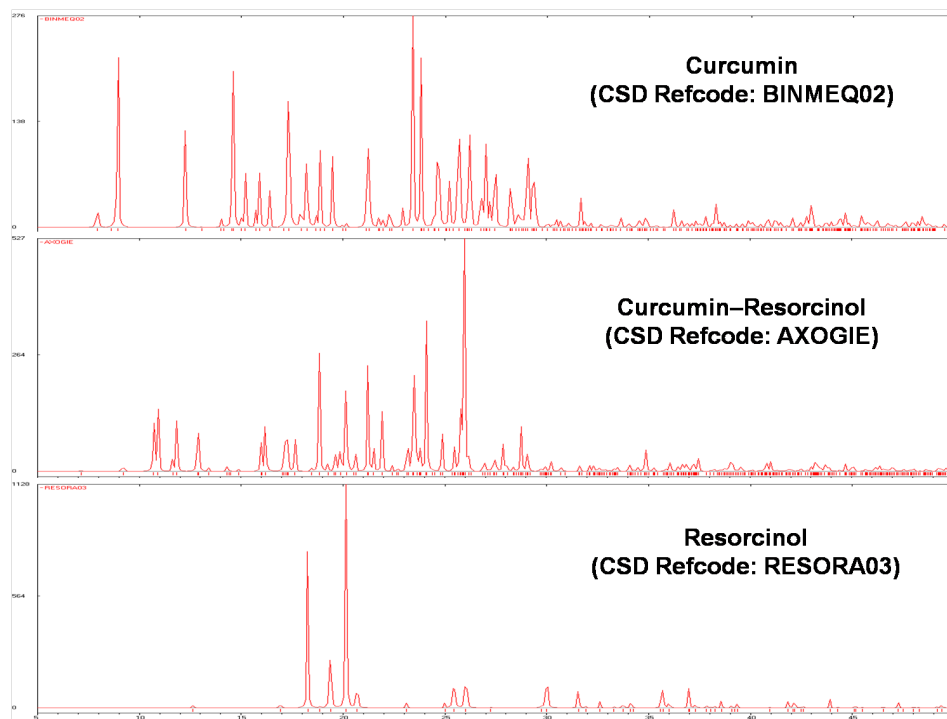 276
BINMEQ02
Curcumin
(CSD Refcode: BINMEQ02)
138
0
527
AXOGIE
Curcumin–Resorcinol
(CSD Refcode: AXOGIE)
264
0
1128
RESORA03
Resorcinol
(CSD Refcode: RESORA03)
564
0
5 10 15 20 25 30 35 40 45